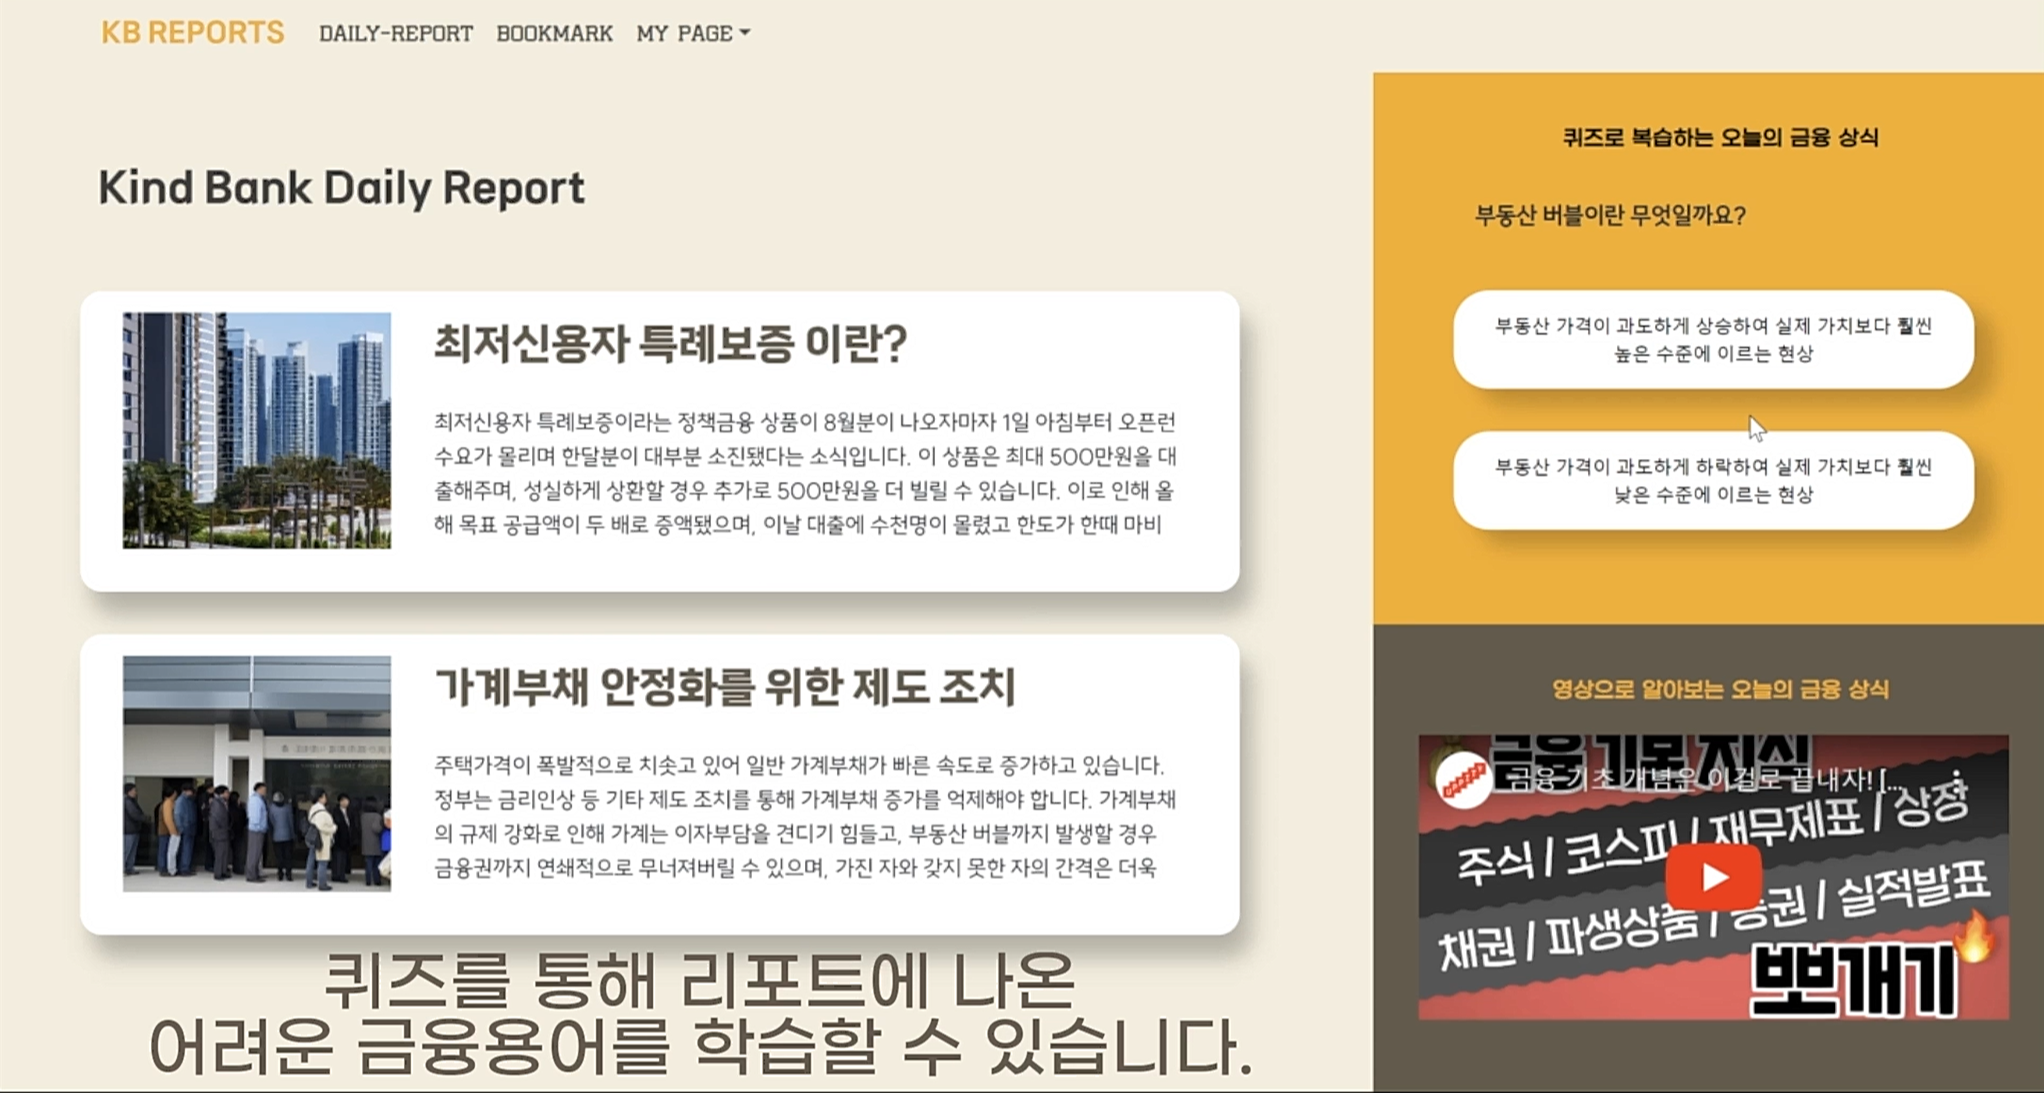 KB REPORTS DAILY-REPORT BOOKMARK MY PAGE
Kind Bank Daily Report
최저신용자 특례보증 이란?
최저신용자 특례보증이라는 정책금융 상품이 8월분이 나오자마자 1일 아침부터 오픈런
수요가 몰리며 한달분이 대부분 소진됐다는 소식입니다. 이 상품은 최대 500만원을 대
출해주며, 성실하게 상환할 경우 추가로 500만원을 더 빌릴 수 있습니다. 이로 인해 올
해 목표 공급액이 두 배로 증액됐으며, 이날 대출에 수천명이 몰렸고 한도가 한때 마비
가계부채 안정화를 위한 제도 조치
주택가격이 폭발적으로 치솟고 있어 일반 가계부채가 빠른 속도로 증가하고 있습니다.
정부는 금리인상 등 기타 제도 조치를 통해 가계부채 증가를 억제해야 합니다. 가계부채
의 규제 강화로 인해 가계는 이자부담을 견디기 힘들고, 부동산 버블까지 발생할 경우
금융권까지 연쇄적으로 무너져버릴 수 있으며, 가진 자와 갖지 못한 자의 간격은 더욱
퀴즈를 통해 리포트에 나온
어려운 금융용어를 학습할 수 있습니다.
퀴즈로 복습하는 오늘의 금융 상식
부동산 버블이란 무엇일까요?
부동산 가격이 과도하게 상승하여 실제 가치보다 훨씬
높은 수준에 이르는 현상
부동산 가격이 과도하게 하락하여 실제 가치보다 훨씬
낮은 수준에 이르는 현상
영상으로 알아보는 오늘의 금융 상식
금융 기본 지식
금융 기초 개념은 이걸로 끝내자! [...
주식 / 코스피 / 재무제표 / 상장
채권 / 파생상품 / 증권 / 실적발표
뽀개기